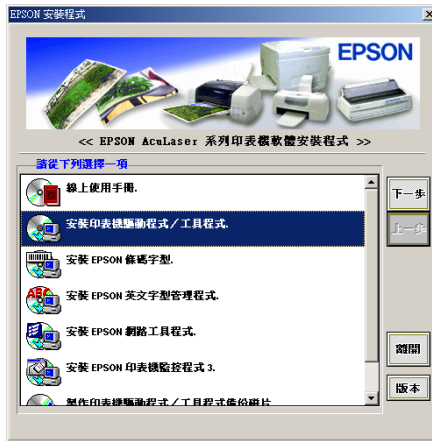 EPSON 安裝程式
EPSON
<< EPSON AcuLaser 系列印表機軟體安裝程式 >>
請從下列選擇一項
線上使用手冊.
安裝印表機驅動程式／工具程式.
安裝 EPSON 條碼字型.
安裝 EPSON 英文字型管理程式.
安裝 EPSON 網路工具程式.
安裝 EPSON 印表機監控程式 3.
製作印表機驅動程式／工具程式備份磁片
下一步
上一步
離開
版本